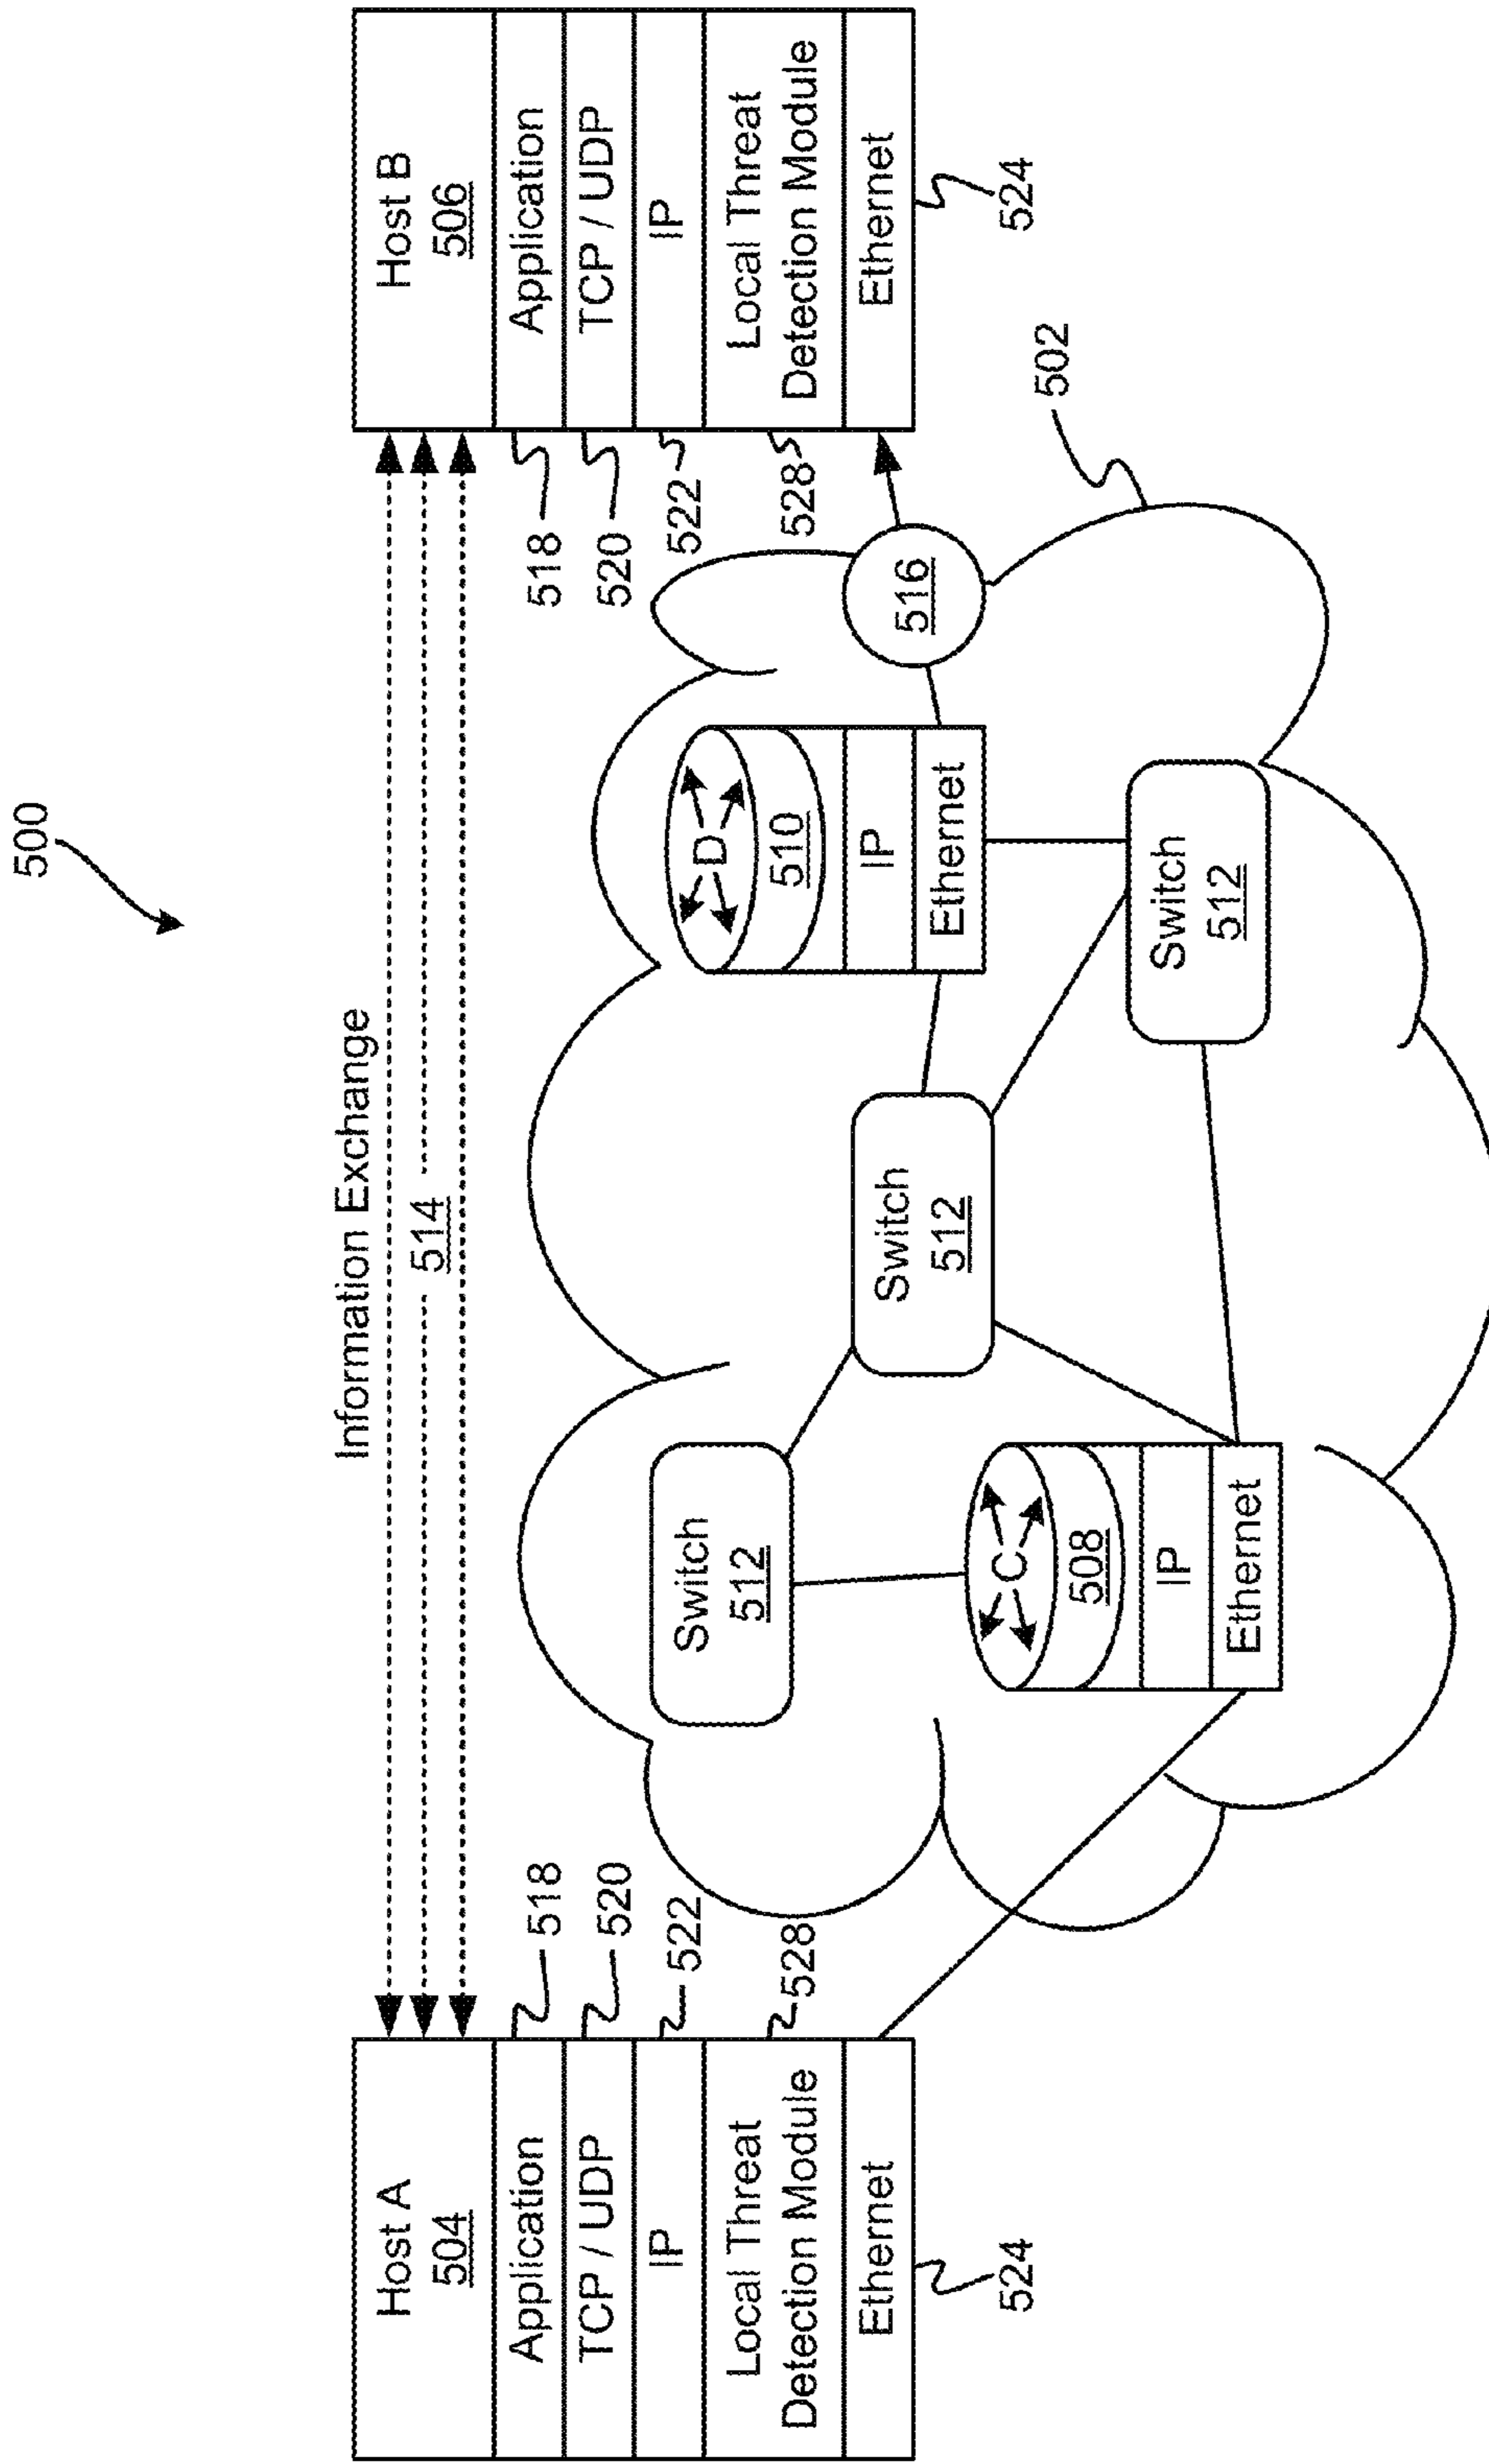 500
Information Exchange
514
Host A
504
Application
TCP / UDP
IP
Local Threat
Detection Module
Ethernet
518
520
522
528
524
Host B
506
Application
TCP / UDP
IP
Local Threat
Detection Module
Ethernet
518
520
522
528
524
502
516
D
510
IP
Ethernet
Switch
512
Switch
512
Switch
512
C
508
IP
Ethernet